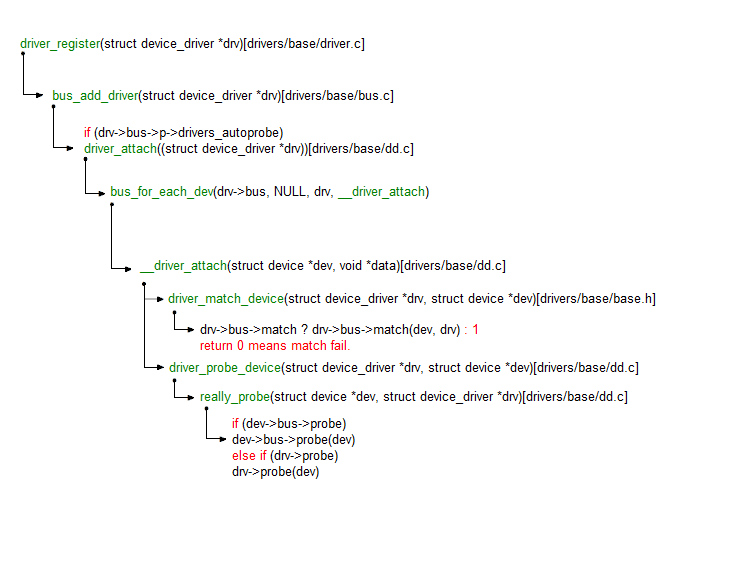 driver_register(struct device_driver *drv)[drivers/base/driver.c]
bus_add_driver(struct device_driver *drv)[drivers/base/bus.c]
if (drv->bus->p->drivers_autoprobe)
driver_attach((struct device_driver *drv))[drivers/base/dd.c]
bus_for_each_dev(drv->bus, NULL, drv, __driver_attach)
__driver_attach(struct device *dev, void *data)[drivers/base/dd.c]
driver_match_device(struct device_driver *drv, struct device *dev)[drivers/base/base.h]
drv->bus->match ? drv->bus->match(dev, drv) : 1
return 0 means match fail.
driver_probe_device(struct device_driver *drv, struct device *dev)[drivers/base/dd.c]
really_probe(struct device *dev, struct device_driver *drv)[drivers/base/dd.c]
if (dev->bus->probe)
dev->bus->probe(dev)
else if (drv->probe)
drv->probe(dev)